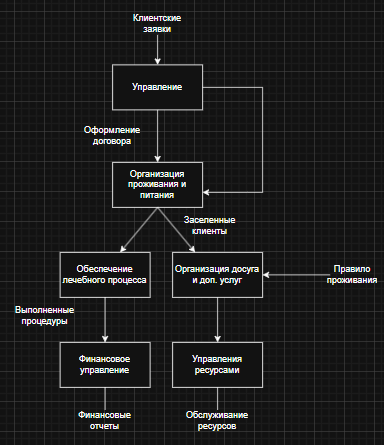 Клиентские
заявки
Управление
Оформление
договора
Организация
проживания и
питания
Заселенные
клиенты
Обеспечение
лечебного процесса
Организация досуга
и доп. услуг
Правило
проживания
Выполненные
процедуры
Финансовое
управление
Управления
ресурсами
Финансовые
отчеты
Обслуживание
ресурсов